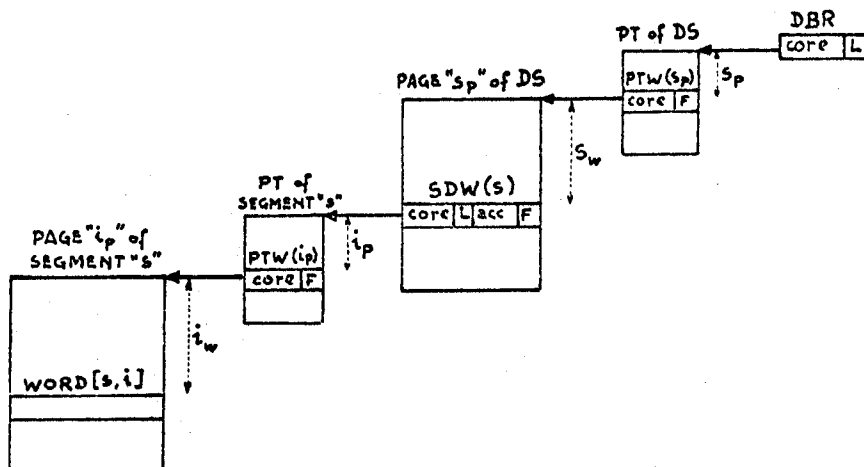 DBR
core L
PT of DS
PTW(sp)
core F
sp
PAGE "sp" of DS
SDW(s)
core L acc F
sw
PT of
SEGMENT "s"
PTW(ip)
core F
ip
PAGE "ip" of
SEGMENT "s"
iw
WORD[s,i]